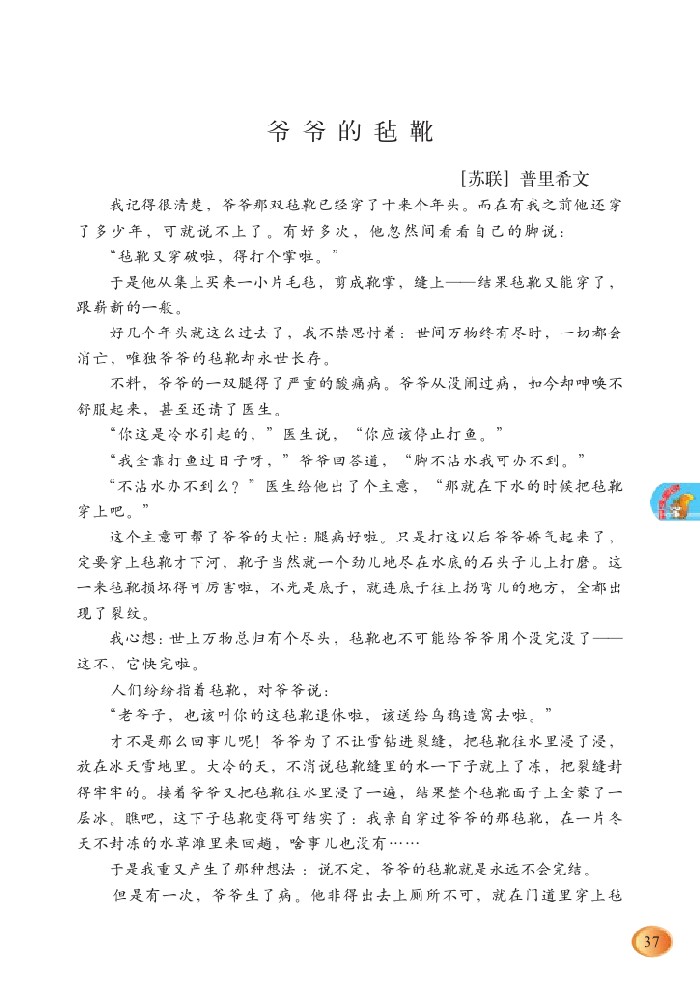 爷爷的毡靴
[苏联] 普里希文
我记得很清楚，爷爷那双毡靴已经穿了十来个年头。而在有我之前他还穿
了多少年，可就说不上了。有好多次，他忽然间看看自己的脚说：
“毡靴又穿破啦，得打个掌啦。”
于是他从集上买来一小片毛毡，剪成靴掌，缝上——结果毡靴又能穿了，
跟崭新的一般。
好几个年头就这么过去了，我不禁思忖着：世间万物终有尽时，一切都会
消亡，唯独爷爷的毡靴却永世长存。
不料，爷爷的一双腿得了严重的酸痛病。爷爷从没闹过病，如今却呻唤不
舒服起来，甚至还请了医生。
“你这是冷水引起的，”医生说，“你应该停止打鱼。”
“我全靠打鱼过日子呀，”爷爷回答道，“脚不沾水我可办不到。”
“不沾水办不到么？”医生给他出了个主意，“那就在下水的时候把毡靴
穿上吧。”
这个主意可帮了爷爷的大忙：腿病好啦。只是打这以后爷爷娇气起来了，一
定要穿上毡靴才下河，靴子当然就一个劲儿地尽在水底的石头子儿上打磨。这
一来毡靴损坏得可厉害啦，不光是底子，就连底子往上拐弯儿的地方，全都出
现了裂纹。
我心想：世上万物总归有个尽头，毡靴也不可能给爷爷用个没完没了——
这不，它快完啦。
人们纷纷指着毡靴，对爷爷说：
“老爷子，也该叫你的这毡靴退休啦，该送给乌鸦造窝去啦。”
才不是那么回事儿呢！爷爷为了不让雪钻进裂缝，把毡靴往水里浸了浸，
放在冰天雪地里。大冷的天，不消说毡靴缝里的水一下子就上了冻，把裂缝封
得牢牢的。接着爷爷又把毡靴往水里浸了一遍，结果整个毡靴面子上全蒙了一
层冰。瞧吧，这下子毡靴变得可结实了：我亲自穿过爷爷的那毡靴，在一片冬
天不封冻的水草滩里来回趟，啥事儿也没有……
于是我重又产生了那种想法：说不定，爷爷的毡靴就是永远不会完结。
但是有一次，爷爷生了病。他非得出去上厕所不可，就在门道里穿上毡
37